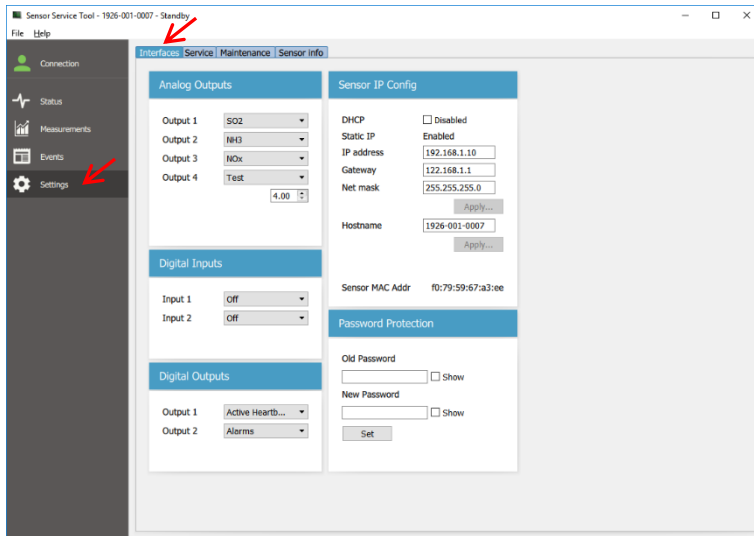 Sensor Service Tool - 1926-001-0007 - Standby
File Help
Connection
Status
Measurements
Events
Settings
Interfaces Service Maintenance Sensor info
Analog Outputs
Output 1 SO2
Output 2 NH3
Output 3 NOx
Output 4 Test
4.00
Digital Inputs
Input 1 Off
Input 2 Off
Digital Outputs
Output 1 Active Heartb...
Output 2 Alarms
Sensor IP Config
DHCP Disabled
Static IP Enabled
IP address 192.168.1.10
Gateway 122.168.1.1
Net mask 255.255.255.0
Apply...
Hostname 1926-001-0007
Apply...
Sensor MAC Addr f0:79:59:67:a3:ee
Password Protection
Old Password
Show
New Password
Show
Set